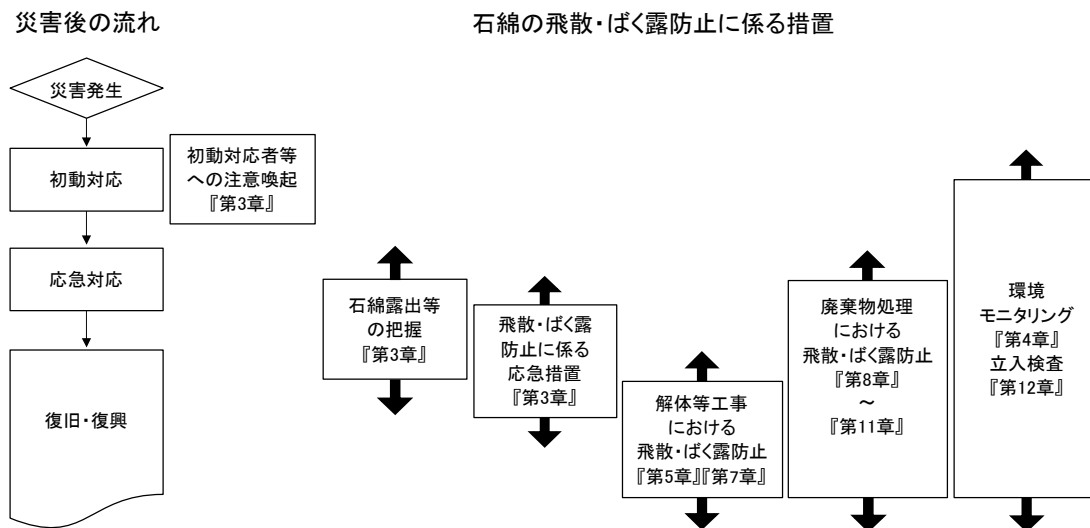 災害後の流れ
石綿の飛散・ばく露防止に係る措置
災害発生
初動対応
応急対応
復旧・復興
初動対応者等
への注意喚起
『第3章』
石綿露出等
の把握
『第3章』
飛散・ばく露
防止に係る
応急措置
『第3章』
解体等工事
における
飛散・ばく露防止
『第5章』『第7章』
廃棄物処理
における
飛散・ばく露防止
『第8章』
～
『第11章』
環境
モニタリング
『第4章』
立入検査
『第12章』